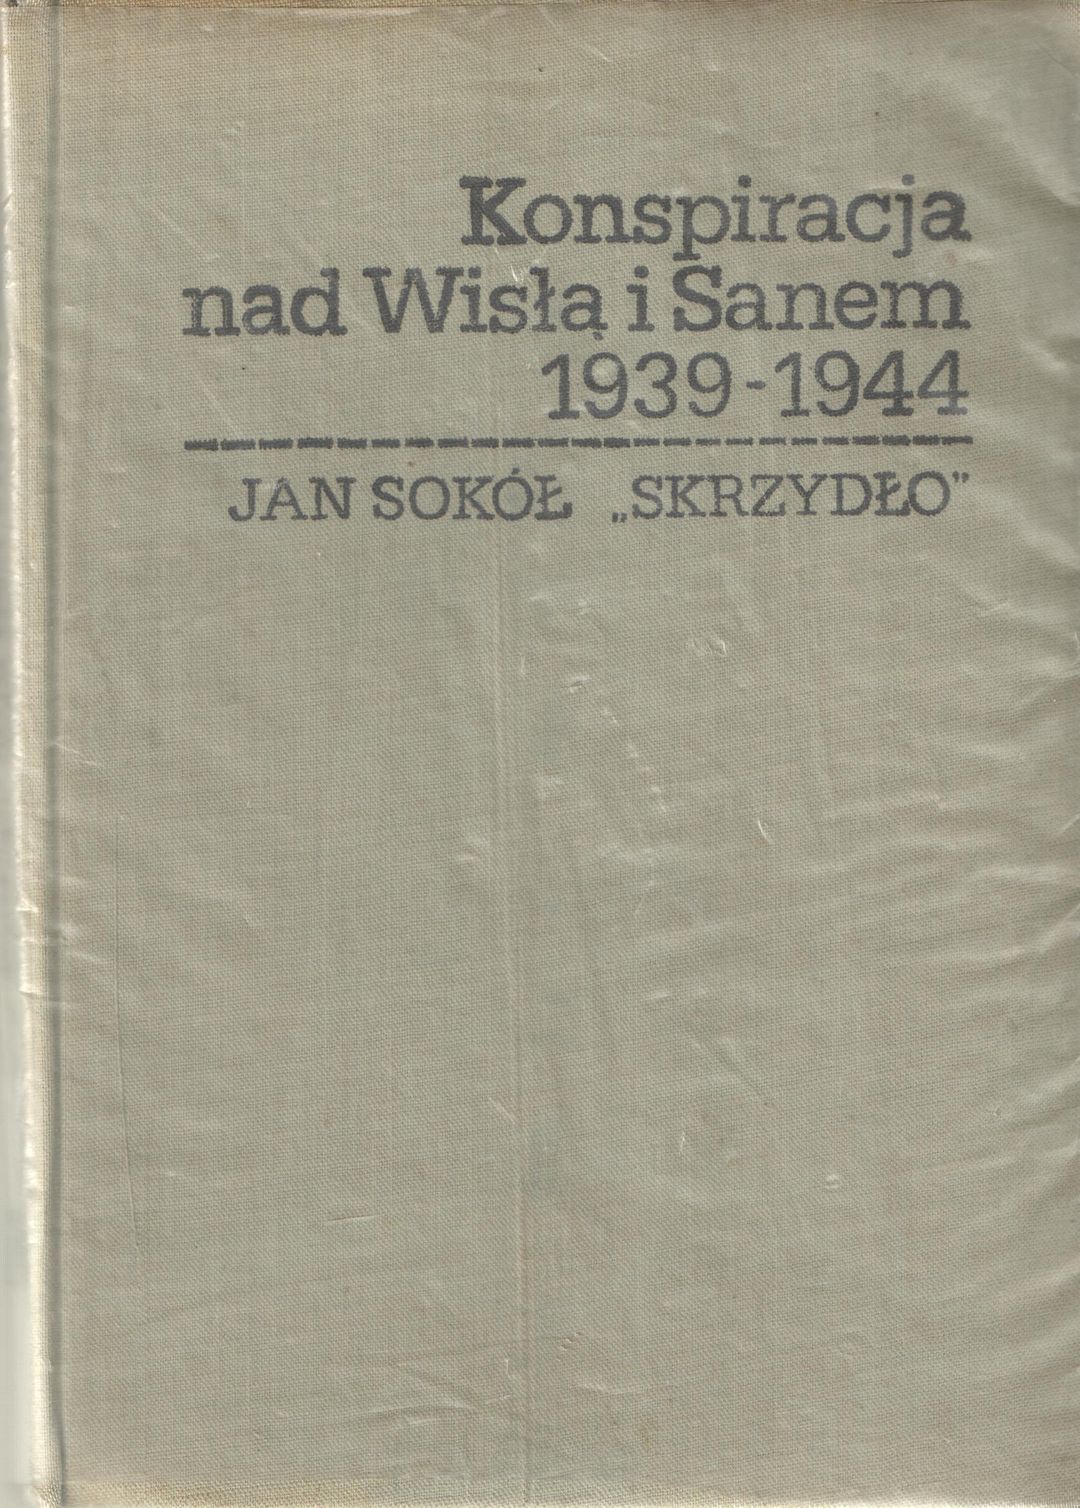 Konspiracja
nad Wisłą i Sanem
1939-1944
JAN SOKÓŁ „SKRZYDŁO”